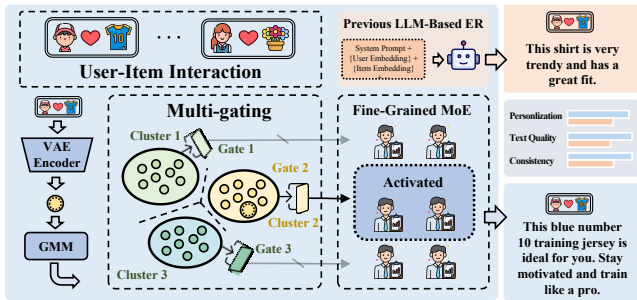 User-Item Interaction
Previous LLM-Based ER
System Prompt +
{User Embedding} +
{Item Embedding}
This shirt is very
trendy and has a
great fit.
Multi-gating
Cluster 1
Gate 1
Gate 2
Cluster 2
Gate 3
Cluster 3
VAE
Encoder
GMM
Fine-Grained MoE
Activated
Personlization
Text Quality
Consistency
This blue number
10 training jersey is
ideal for you. Stay
motivated and train
like a pro.